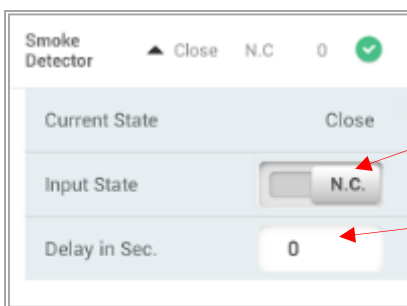 Smoke
Detector Close N.C 0
Current State Close
Input State N.C.
Delay in Sec. 0